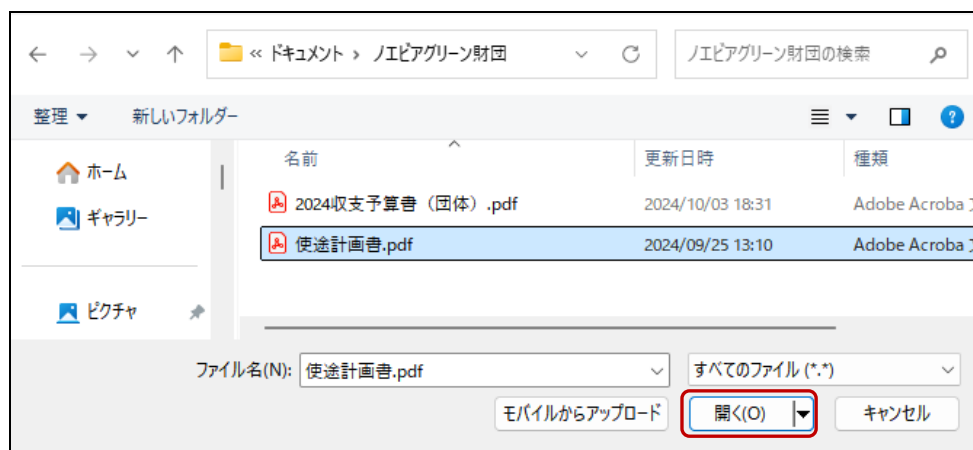 « ドキュメント › ノエビアグリーン財団
ノエビアグリーン財団の検索
整理 新しいフォルダー
?
ホーム
ギャラリー
ピクチャ
名前 更新日時 種類
2024収支予算書（団体）.pdf 2024/10/03 18:31 Adobe Acroba
使途計画書.pdf 2024/09/25 13:10 Adobe Acroba
ファイル名(N): 使途計画書.pdf すべてのファイル (*.*)
モバイルからアップロード 開く(O) キャンセル